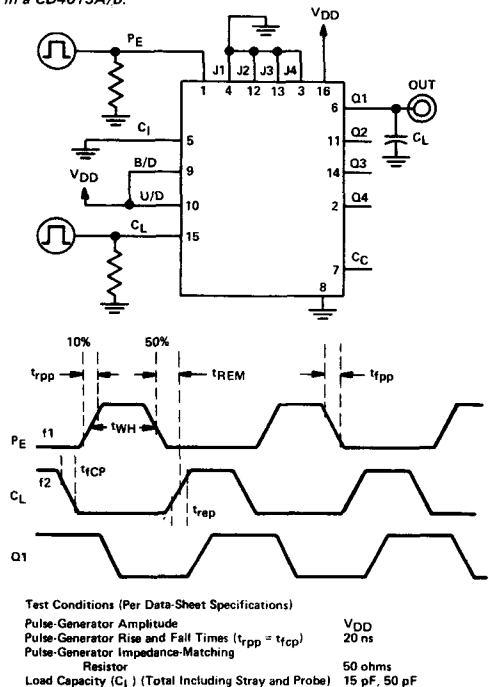 in a CD4013A/B.
PE
VDD
J1 J2 J3 J4
1 4 12 13 3 16
OUT
Q1
6
CL
CI
5
Q2
11
B/D
9
Q3
14
VDD
U/D
10
Q4
2
CL
15
CC
7
8
10% 50%
trpp tREM tfpp
tWH
PE f1
tfCP
f2
CL
trep
Q1
Test Conditions (Per Data-Sheet Specifications)
Pulse-Generator Amplitude VDD
Pulse-Generator Rise and Fall Times (trpp = tfcp) 20 ns
Pulse-Generator Impedance-Matching
Resistor 50 ohms
Load Capacity (CL) (Total Including Stray and Probe) 15 pF, 50 pF